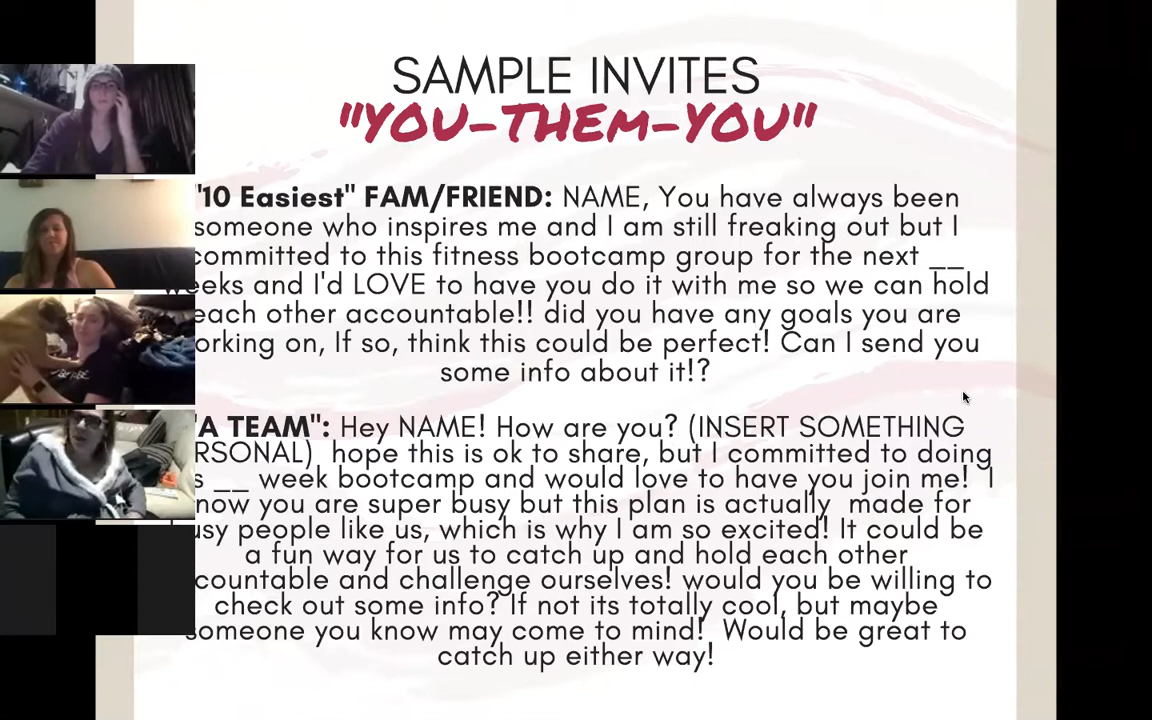 SAMPLE INVITES
"YOU-THEM-YOU"
"10 Easiest" FAM/FRIEND: NAME, You have always been
someone who inspires me and I am still freaking out but I
committed to this fitness bootcamp group for the next __
weeks and I'd LOVE to have you do it with me so we can hold
each other accountable!! did you have any goals you are
orking on, If so, think this could be perfect! Can I send you
some info about it!?
"A TEAM": Hey NAME! How are you? (INSERT SOMETHING
RSONAL) hope this is ok to share, but I committed to doing
s __ week bootcamp and would love to have you join me! I
now you are super busy but this plan is actually made for
usy people like us, which is why I am so excited! It could be
a fun way for us to catch up and hold each other
countable and challenge ourselves! would you be willing to
check out some info? If not its totally cool, but maybe
someone you know may come to mind! Would be great to
catch up either way!